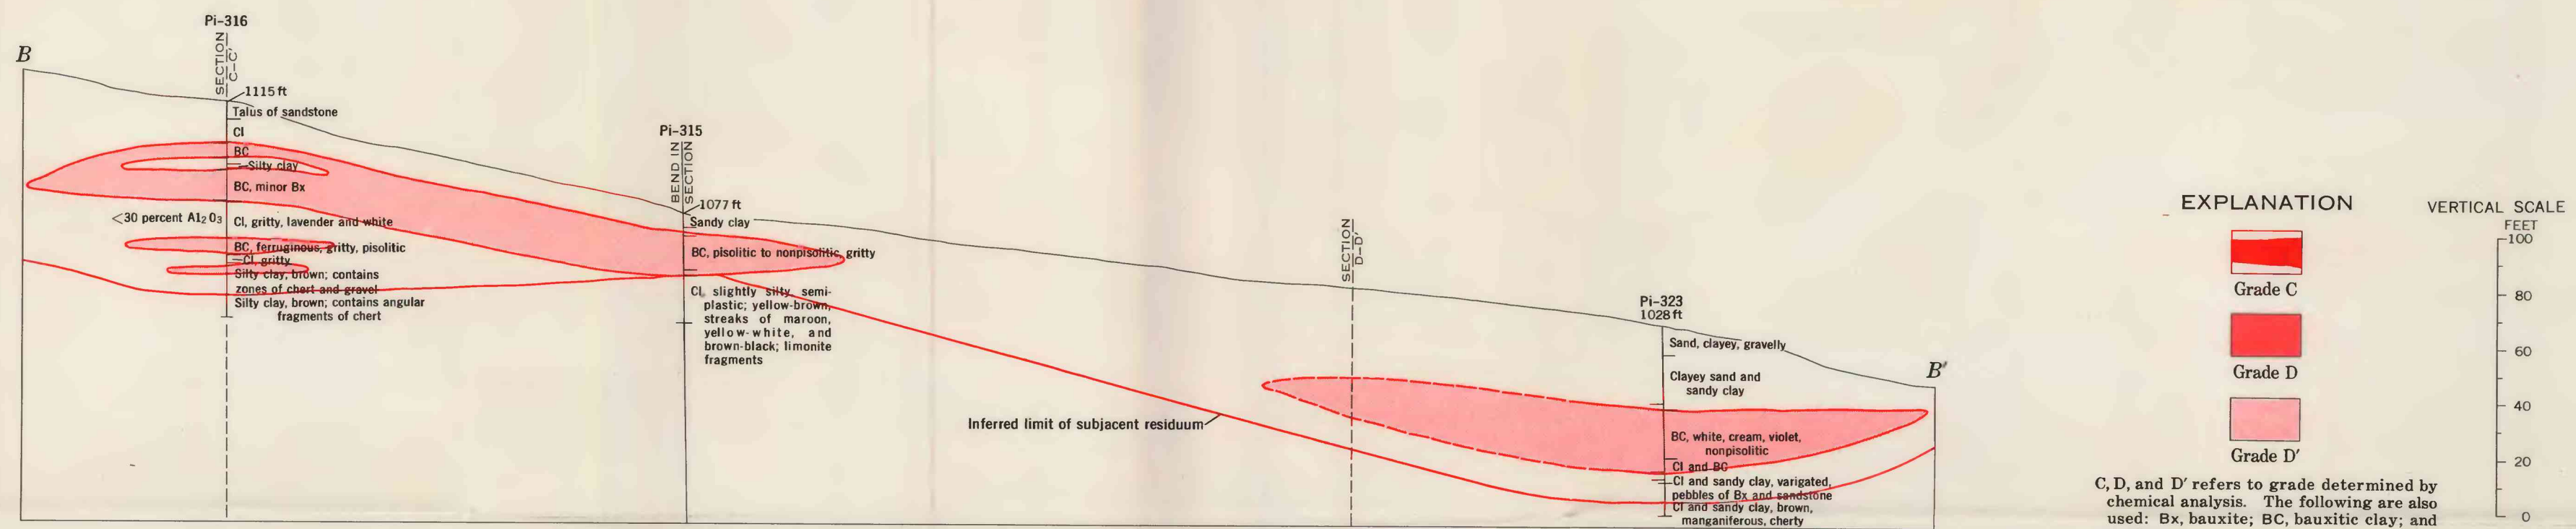 Pi-316
SECTION
C-C'
B
1115 ft
Talus of sandstone
Cl
BC
Silty clay
BC, minor Bx
<30 percent Al2 O3
Cl, gritty, lavender and white
BC, ferruginous, gritty, pisolitic
Cl, gritty
Silty clay, brown; contains
zones of chert and gravel
Silty clay, brown; contains angular
fragments of chert
Pi-315
BEND IN
SECTION
1077 ft
Sandy clay
BC, pisolitic to nonpisolitic, gritty
Cl, slightly silty, semi-
plastic; yellow-brown,
streaks of maroon,
yellow-white, and
brown-black; limonite
fragments
Inferred limit of subjacent residuum
SECTION
D-D'
Pi-323
1028 ft
Sand, clayey, gravelly
Clayey sand and
sandy clay
BC, white, cream, violet,
nonpisolitic
Cl and BC
Cl and sandy clay, varigated,
pebbles of Bx and sandstone
Cl and sandy clay, brown,
manganiferous, cherty
B'
EXPLANATION
Grade C
Grade D
Grade D'
C, D, and D' refers to grade determined by
chemical analysis. The following are also
used: Bx, bauxite; BC, bauxitic clay; and
VERTICAL SCALE
FEET
100
80
60
40
20
0